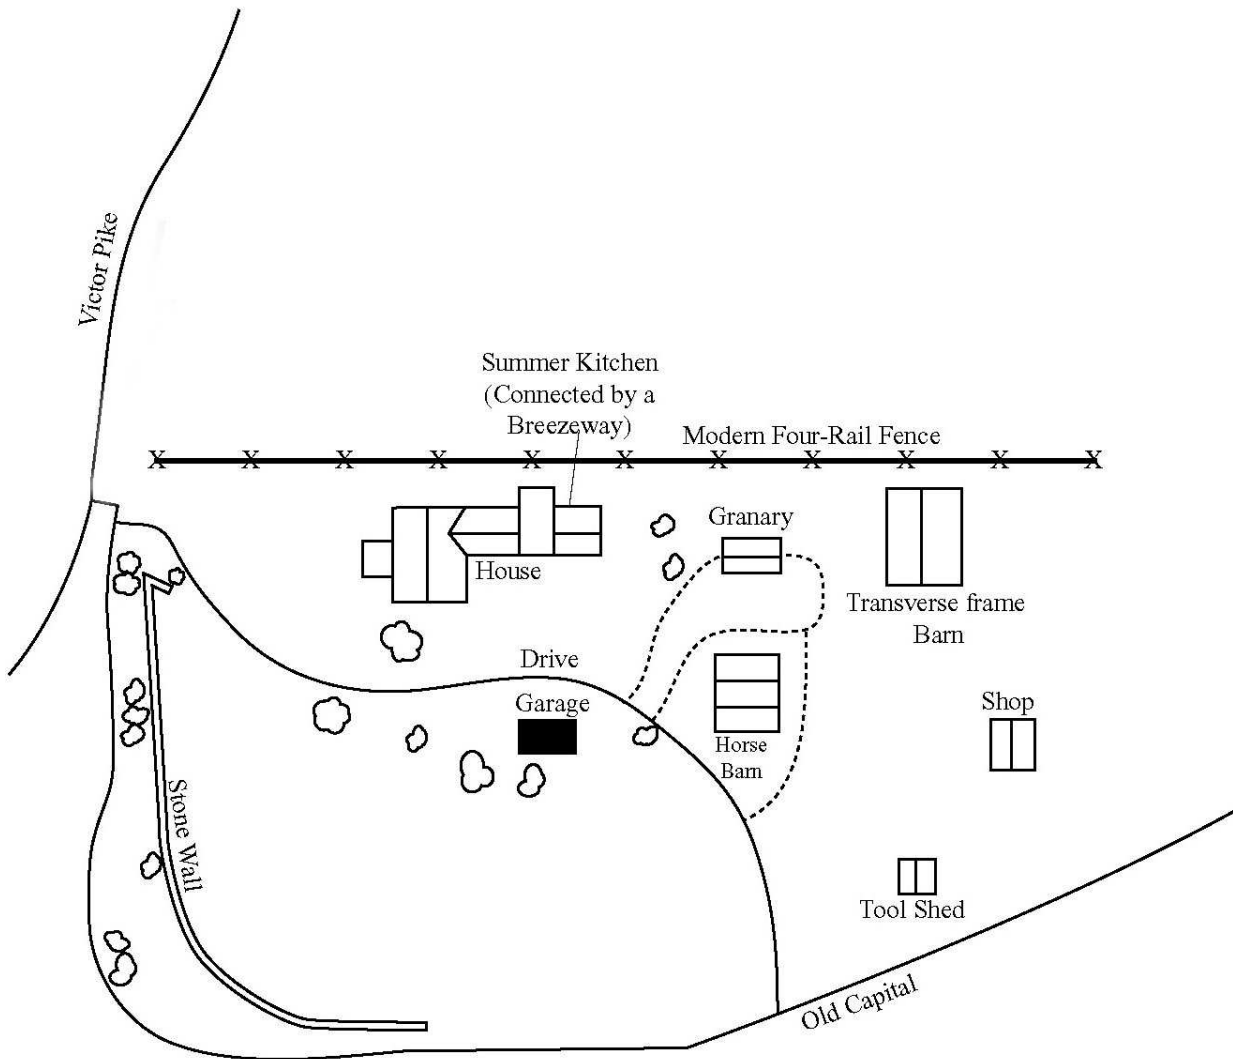 Victor Pike
Summer Kitchen
(Connected by a
Breezeway)
Modern Four-Rail Fence
X X X X X X X X X X X
Granary
House
Transverse frame
Barn
Drive
Garage
Shop
Horse
Barn
Stone Wall
Tool Shed
Old Capital